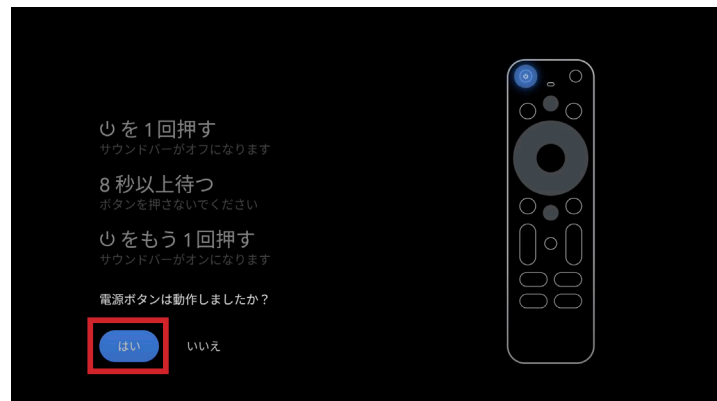 ⏻ を 1 回押す
サウンドバーがオフになります
8 秒以上待つ
ボタンを押さないでください
⏻ をもう 1 回押す
サウンドバーがオンになります
電源ボタンは動作しましたか？
はい いいえ